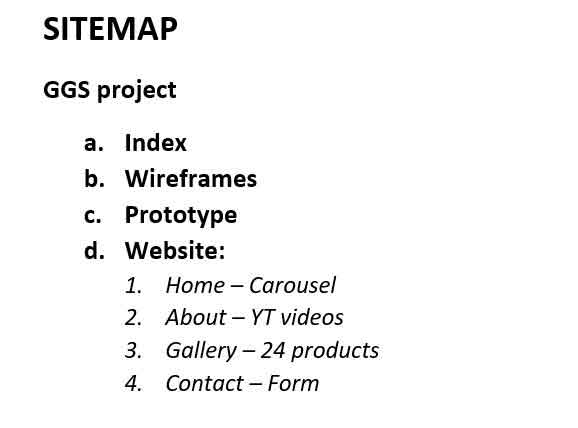 SITEMAP
GGS project
a. Index
b. Wireframes
c. Prototype
d. Website:
1. Home – Carousel
2. About – YT videos
3. Gallery – 24 products
4. Contact – Form